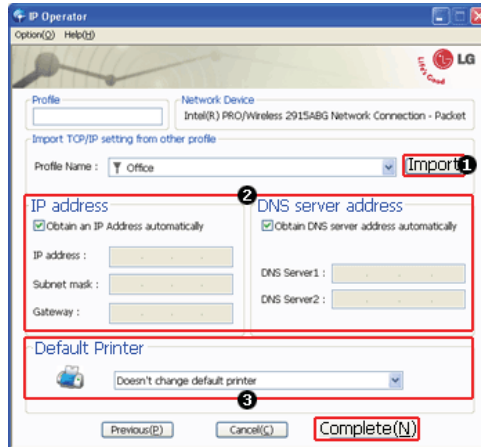 IP Operator
Option(O) Help(H)
Life's Good
LG
Profile
Network Device
Intel(R) PRO/Wireless 2915ABG Network Connection - Packet
Import TCP/IP setting from other profile
Profile Name : Office
Import 1
2
IP address
DNS server address
Obtain an IP Address automatically
Obtain DNS server address automatically
IP address :
Subnet mask :
Gateway :
DNS Server1 :
DNS Server2 :
Default Printer
Doesn't change default printer
3
Previous(P) Cancel(C) Complete(N)